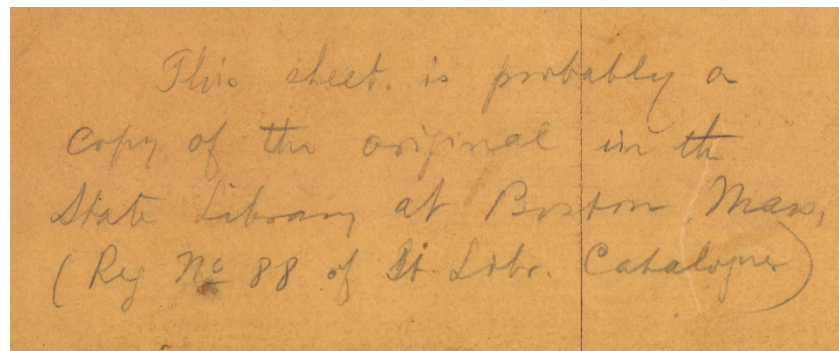 This sheet is probably a
copy of the original in the
State Library at Boston, Mass,
(Reg No 88 of St. Libr. Catalogue)